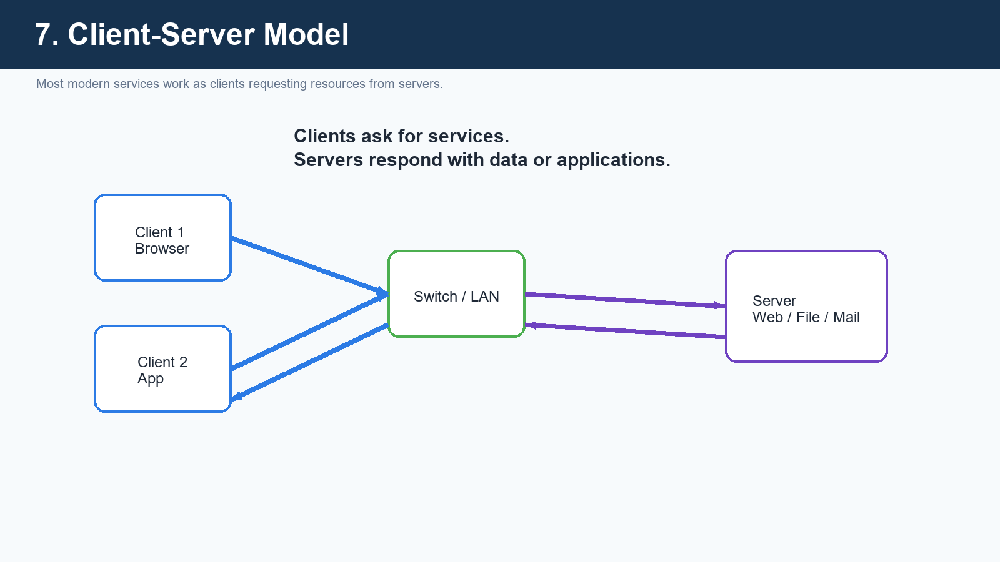 7. Client-Server Model
Most modern services work as clients requesting resources from servers.
Clients ask for services.
Servers respond with data or applications.
Client 1
Browser
Switch / LAN
Server
Web / File / Mail
Client 2
App